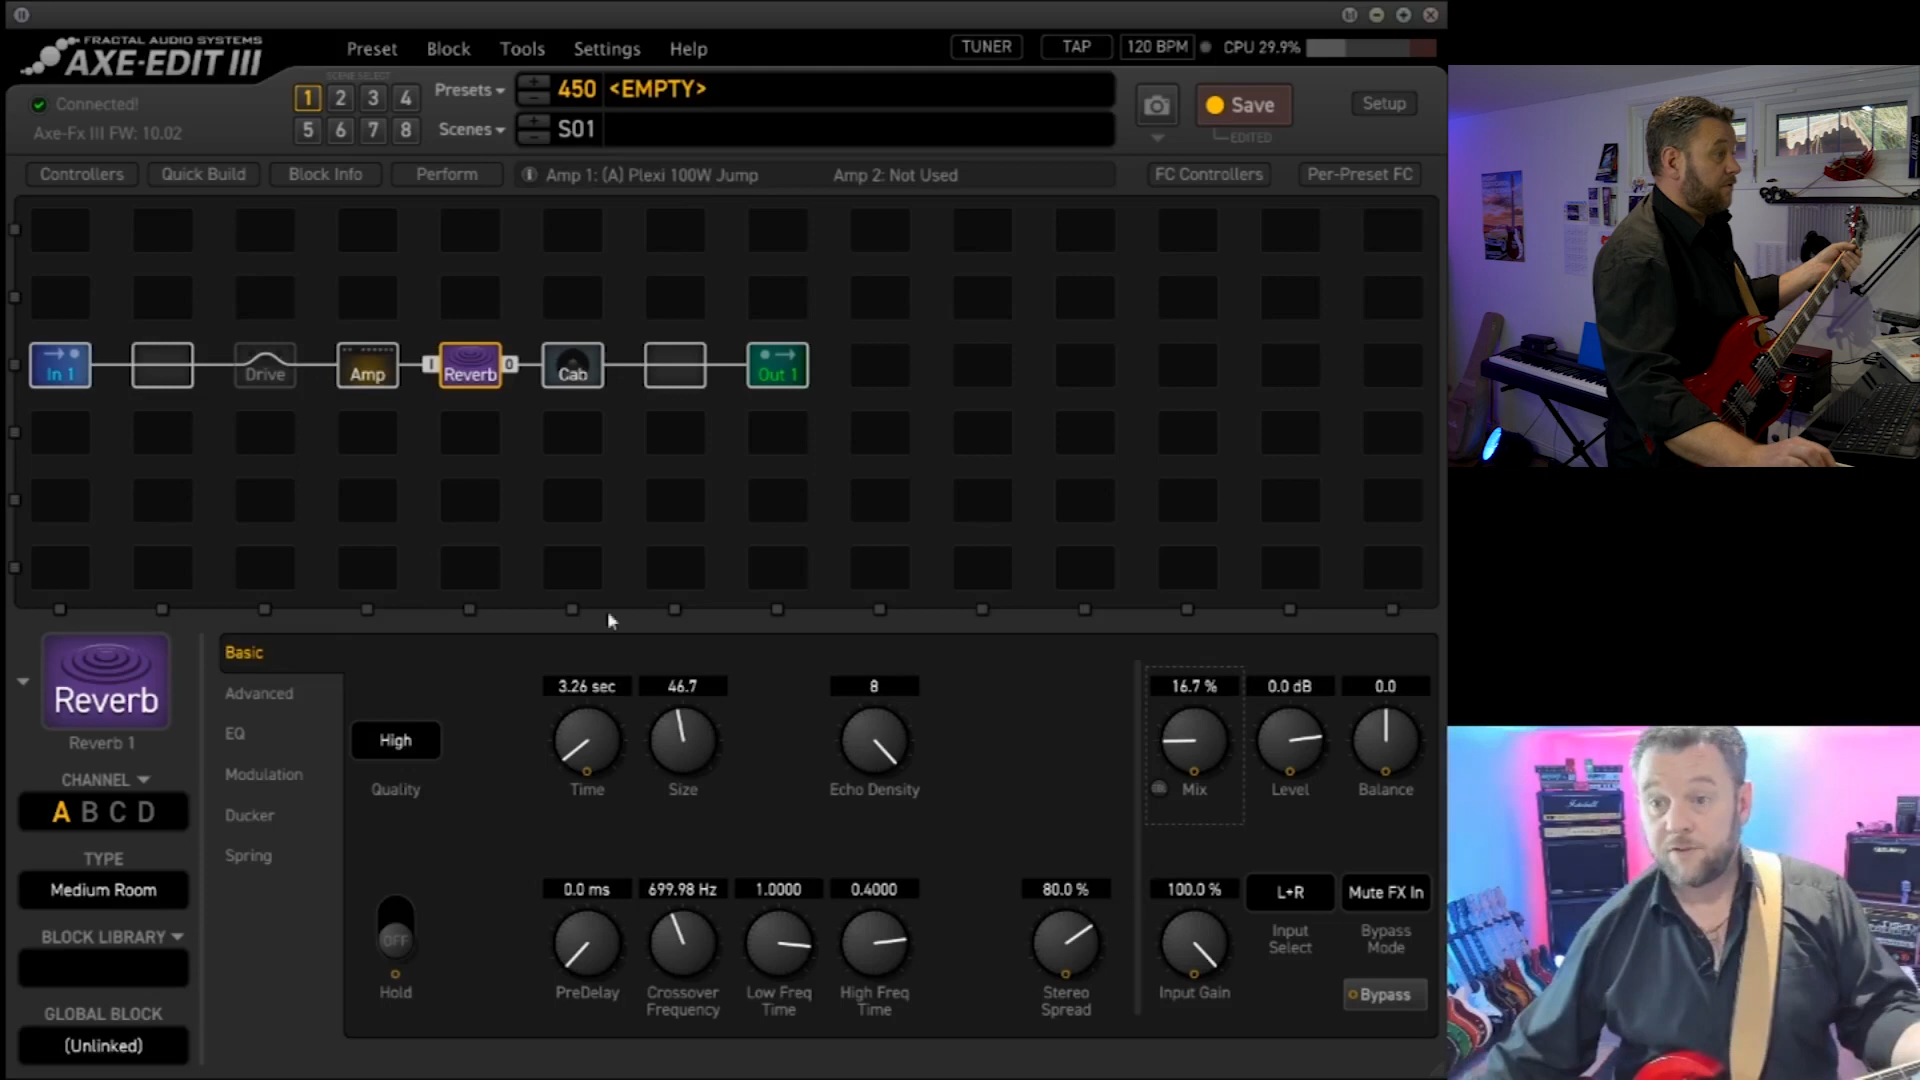 FRACTAL AUDIO SYSTEMS
AXE-EDIT III
Preset Block Tools Settings Help
TUNER TAP 120 BPM CPU 29.9%
SCENE SELECT
1 2 3 4
5 6 7 8
Connected!
Axe-Fx III FW: 10.02
Presets 450 <EMPTY>
Scenes S01
Save
EDITED
Setup
Controllers Quick Build Block Info Perform
Amp 1: (A) Plexi 100W Jump Amp 2: Not Used
FC Controllers Per-Preset FC
In 1 Drive Amp I Reverb O Cab Out 1
Reverb
Reverb 1
CHANNEL
A B C D
TYPE
Medium Room
BLOCK LIBRARY
GLOBAL BLOCK
(Unlinked)
Basic
Advanced
EQ
Modulation
Ducker
Spring
High
Quality
3.26 sec
Time
46.7
Size
8
Echo Density
16.7 %
Mix
0.0 dB
Level
0.0
Balance
OFF
Hold
0.0 ms
PreDelay
699.98 Hz
Crossover
Frequency
1.0000
Low Freq
Time
0.4000
High Freq
Time
80.0 %
Stereo
Spread
100.0 %
Input Gain
L+R
Input
Select
Mute FX In
Bypass
Mode
Bypass